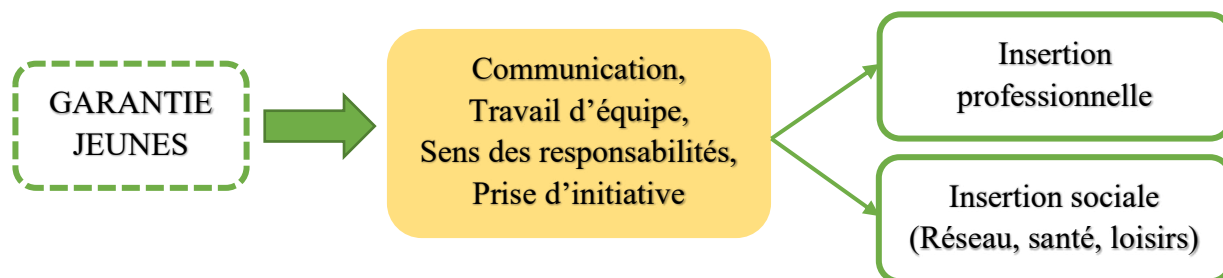 GARANTIE
JEUNES
Communication,
Travail d’équipe,
Sens des responsabilités,
Prise d’initiative
Insertion
professionnelle
Insertion sociale
(Réseau, santé, loisirs)